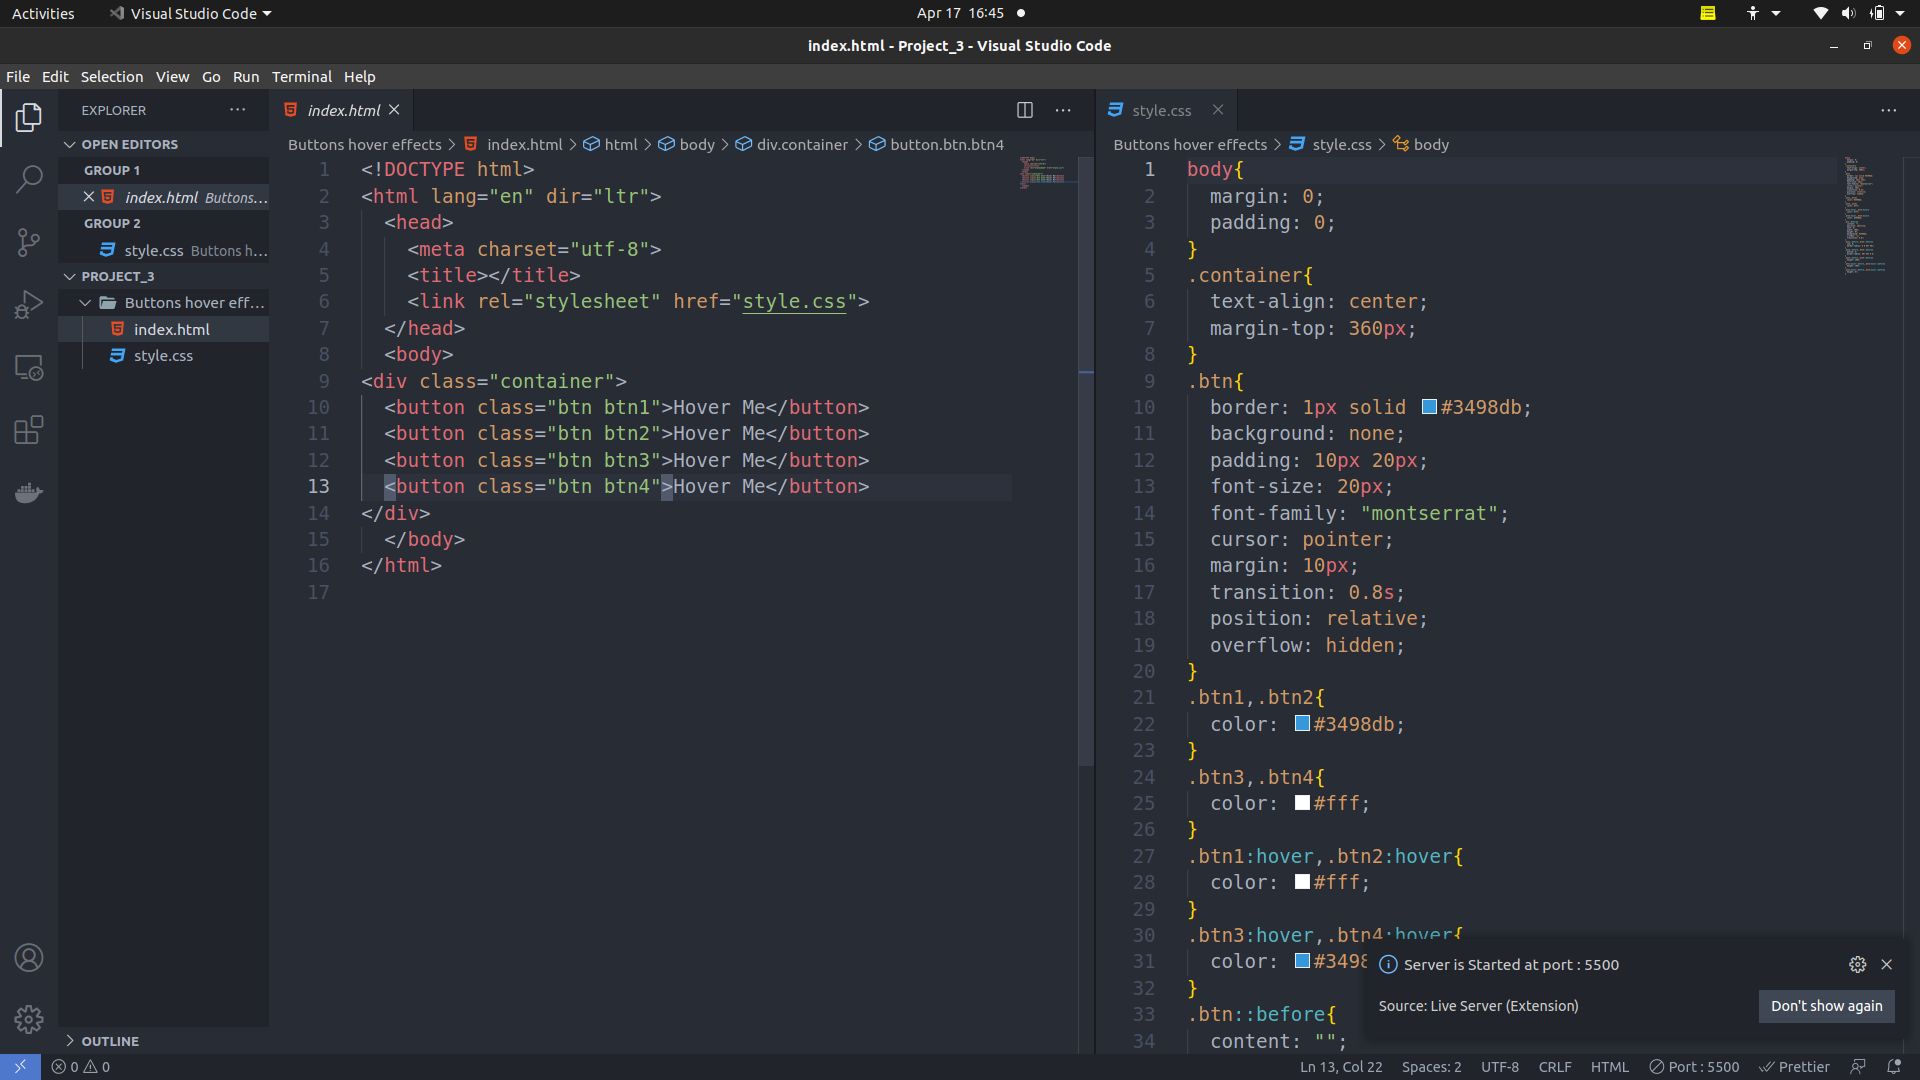 Activities
Visual Studio Code
Apr 17 16:45
index.html - Project_3 - Visual Studio Code
File Edit Selection View Go Run Terminal Help
EXPLORER
OPEN EDITORS
GROUP 1
index.html Buttons...
GROUP 2
style.css Buttons h...
PROJECT_3
Buttons hover eff...
index.html
style.css
OUTLINE
index.html
Buttons hover effects > index.html > html > body > div.container > button.btn.btn4
1 <!DOCTYPE html>
2 <html lang="en" dir="ltr">
3 <head>
4 <meta charset="utf-8">
5 <title></title>
6 <link rel="stylesheet" href="style.css">
7 </head>
8 <body>
9 <div class="container">
10 <button class="btn btn1">Hover Me</button>
11 <button class="btn btn2">Hover Me</button>
12 <button class="btn btn3">Hover Me</button>
13 <button class="btn btn4">Hover Me</button>
14 </div>
15 </body>
16 </html>
17
style.css
Buttons hover effects > style.css > body
1 body{
2 margin: 0;
3 padding: 0;
4 }
5 .container{
6 text-align: center;
7 margin-top: 360px;
8 }
9 .btn{
10 border: 1px solid #3498db;
11 background: none;
12 padding: 10px 20px;
13 font-size: 20px;
14 font-family: "montserrat";
15 cursor: pointer;
16 margin: 10px;
17 transition: 0.8s;
18 position: relative;
19 overflow: hidden;
20 }
21 .btn1,.btn2{
22 color: #3498db;
23 }
24 .btn3,.btn4{
25 color: #fff;
26 }
27 .btn1:hover,.btn2:hover{
28 color: #fff;
29 }
30 .btn3:hover,.btn4:hover{
31 color: #3498
32 }
33 .btn::before{
34 content: "";
Server is Started at port : 5500
Source: Live Server (Extension)
Don't show again
0 0
Ln 13, Col 22 Spaces: 2 UTF-8 CRLF HTML Port : 5500 Prettier